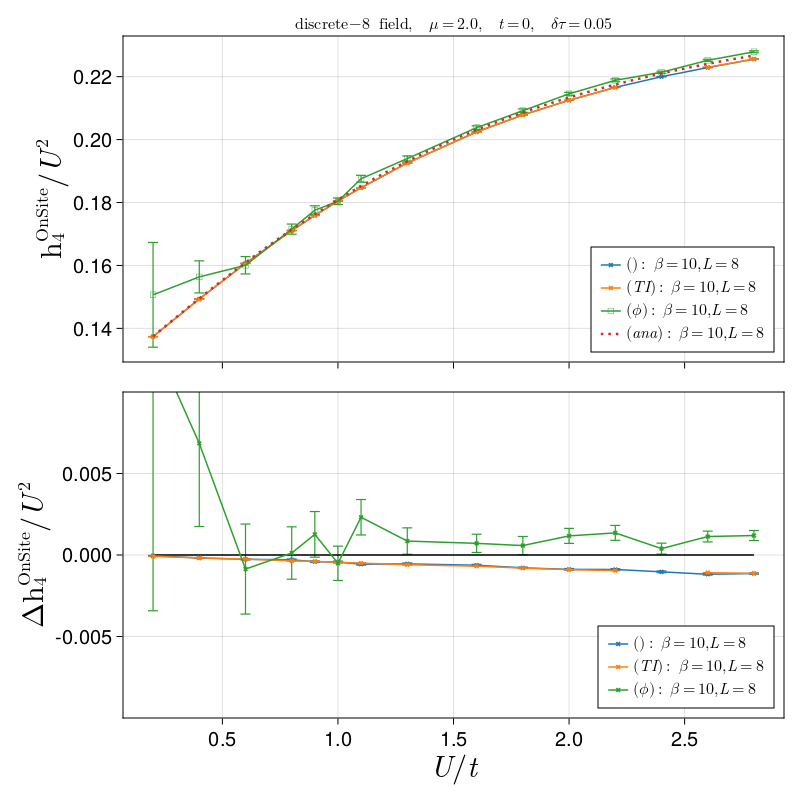 discrete−8 field, μ = 2.0, t = 0, δτ = 0.05
h₄^OnSite / U²
0.22
0.20
0.18
0.16
0.14
(): β = 10, L = 8
(TI): β = 10, L = 8
(ϕ): β = 10, L = 8
(ana): β = 10, L = 8
Δh₄^OnSite / U²
0.005
0.000
-0.005
(): β = 10, L = 8
(TI): β = 10, L = 8
(ϕ): β = 10, L = 8
0.5 1.0 1.5 2.0 2.5
U/t